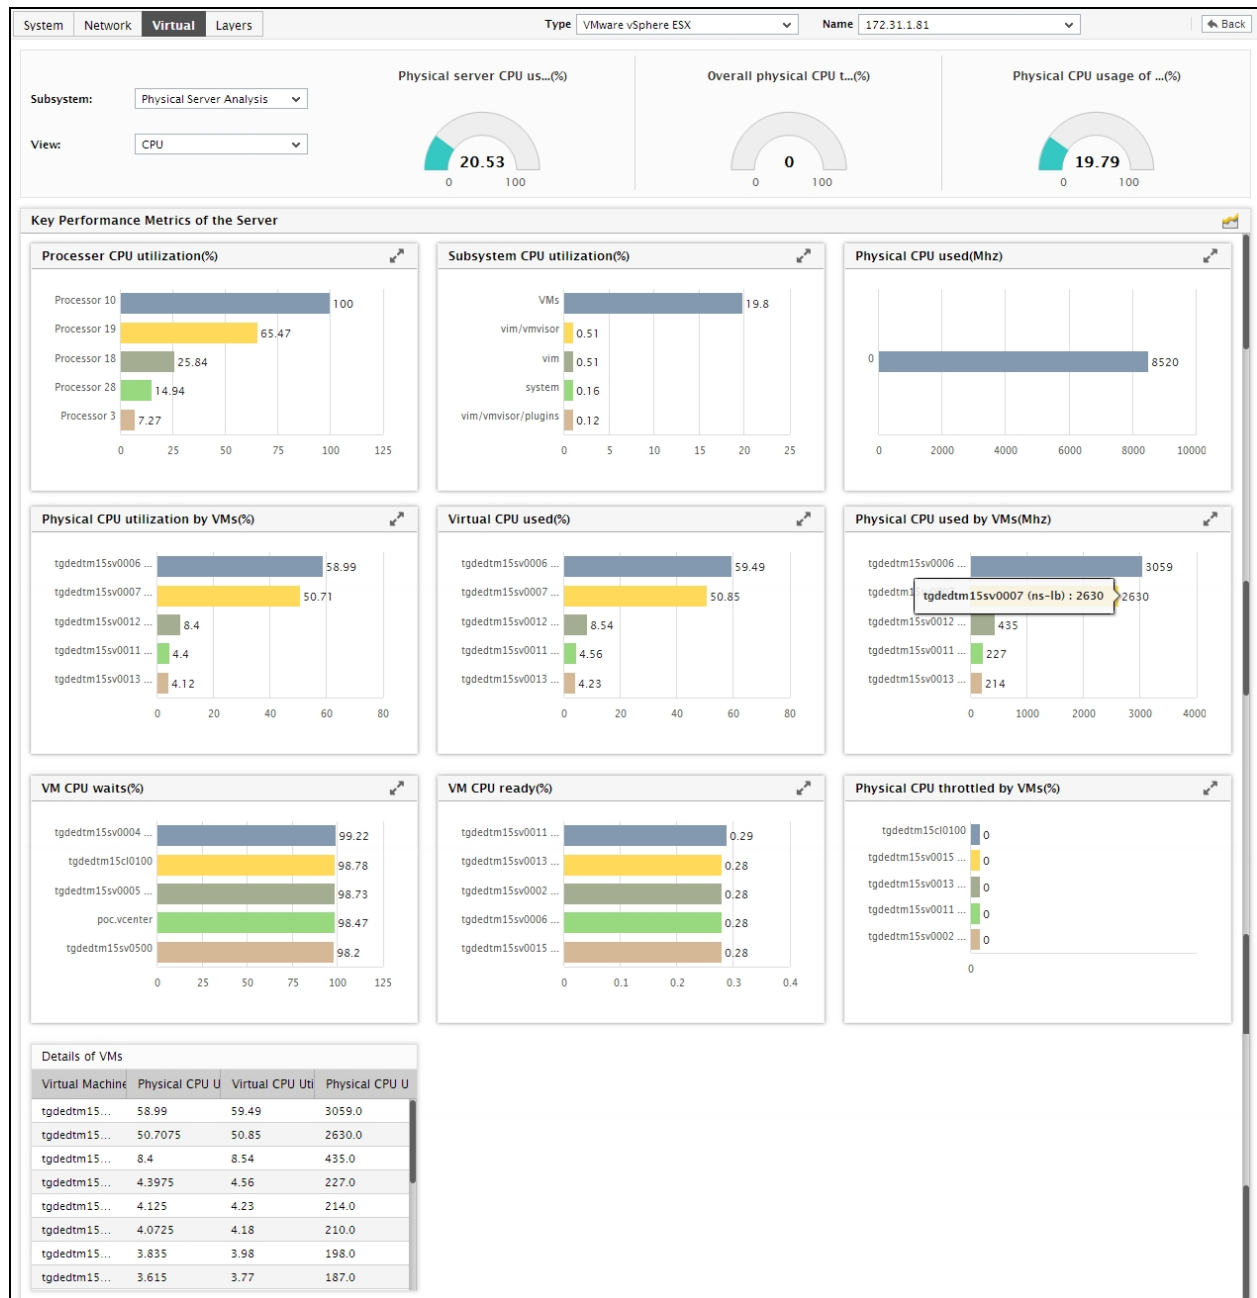 System Network Virtual Layers Type VMware vSphere ESX Name 172.31.1.81 Back
Physical server CPU us...(%) Overall physical CPU t...(%) Physical CPU usage of ...(%)
Subsystem: Physical Server Analysis
View: CPU
20.53 0 19.79
0 100 0 100 0 100
Key Performance Metrics of the Server
Processer CPU utilization(%)
Processor 10 100
Processor 19 65.47
Processor 18 25.84
Processor 28 14.94
Processor 3 7.27
0 25 50 75 100 125
Subsystem CPU utilization(%)
VMs 19.8
vim/vmvisor 0.51
vim 0.51
system 0.16
vim/vmvisor/plugins 0.12
0 5 10 15 20 25
Physical CPU used(Mhz)
0 8520
0 2000 4000 6000 8000 10000
Physical CPU utilization by VMs(%)
tgdedtm15sv0006 ... 58.99
tgdedtm15sv0007 ... 50.71
tgdedtm15sv0012 ... 8.4
tgdedtm15sv0011 ... 4.4
tgdedtm15sv0013 ... 4.12
0 20 40 60 80
Virtual CPU used(%)
tgdedtm15sv0006 ... 59.49
tgdedtm15sv0007 ... 50.85
tgdedtm15sv0012 ... 8.54
tgdedtm15sv0011 ... 4.56
tgdedtm15sv0013 ... 4.23
0 20 40 60 80
Physical CPU used by VMs(Mhz)
tgdedtm15sv0006 ... 3059
tgdedtm1 tgdedtm15sv0007 (ns-lb) : 2630 2630
tgdedtm15sv0012 ... 435
tgdedtm15sv0011 ... 227
tgdedtm15sv0013 ... 214
0 1000 2000 3000 4000
VM CPU waits(%)
tgdedtm15sv0004 ... 99.22
tgdedtm15cl0100 98.78
tgdedtm15sv0005 ... 98.73
poc.vcenter 98.47
tgdedtm15sv0500 98.2
0 25 50 75 100 125
VM CPU ready(%)
tgdedtm15sv0011 ... 0.29
tgdedtm15sv0013 ... 0.28
tgdedtm15sv0002 ... 0.28
tgdedtm15sv0006 ... 0.28
tgdedtm15sv0015 ... 0.28
0 0.1 0.2 0.3 0.4
Physical CPU throttled by VMs(%)
tgdedtm15cl0100 0
tgdedtm15sv0015 ... 0
tgdedtm15sv0013 ... 0
tgdedtm15sv0011 ... 0
tgdedtm15sv0002 ... 0
0
Details of VMs
Virtual Machine Physical CPU U Virtual CPU Uti Physical CPU U
tgdedtm15... 58.99 59.49 3059.0
tgdedtm15... 50.7075 50.85 2630.0
tgdedtm15... 8.4 8.54 435.0
tgdedtm15... 4.3975 4.56 227.0
tgdedtm15... 4.125 4.23 214.0
tgdedtm15... 4.0725 4.18 210.0
tgdedtm15... 3.835 3.98 198.0
tgdedtm15... 3.615 3.77 187.0